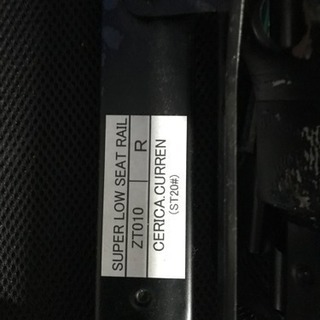 SUPER LOW SEAT RAIL
ZT010 R
CERICA.CURREN
(ST20#)